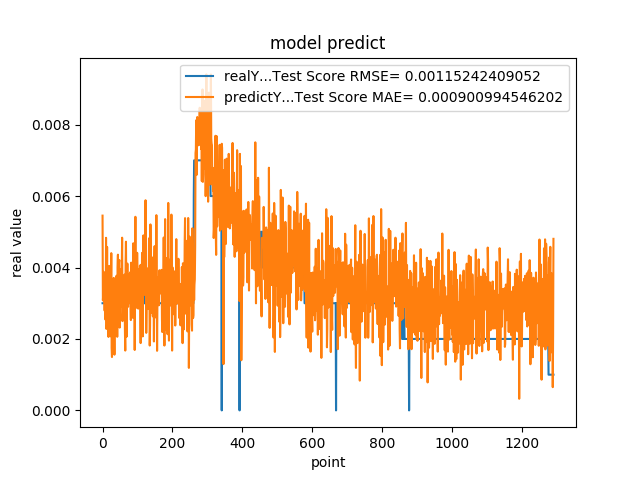 model predict
realY...Test Score RMSE= 0.00115242409052
predictY...Test Score MAE= 0.000900994546202
0.008
0.006
0.004
0.002
0.000
real value
0 200 400 600 800 1000 1200
point